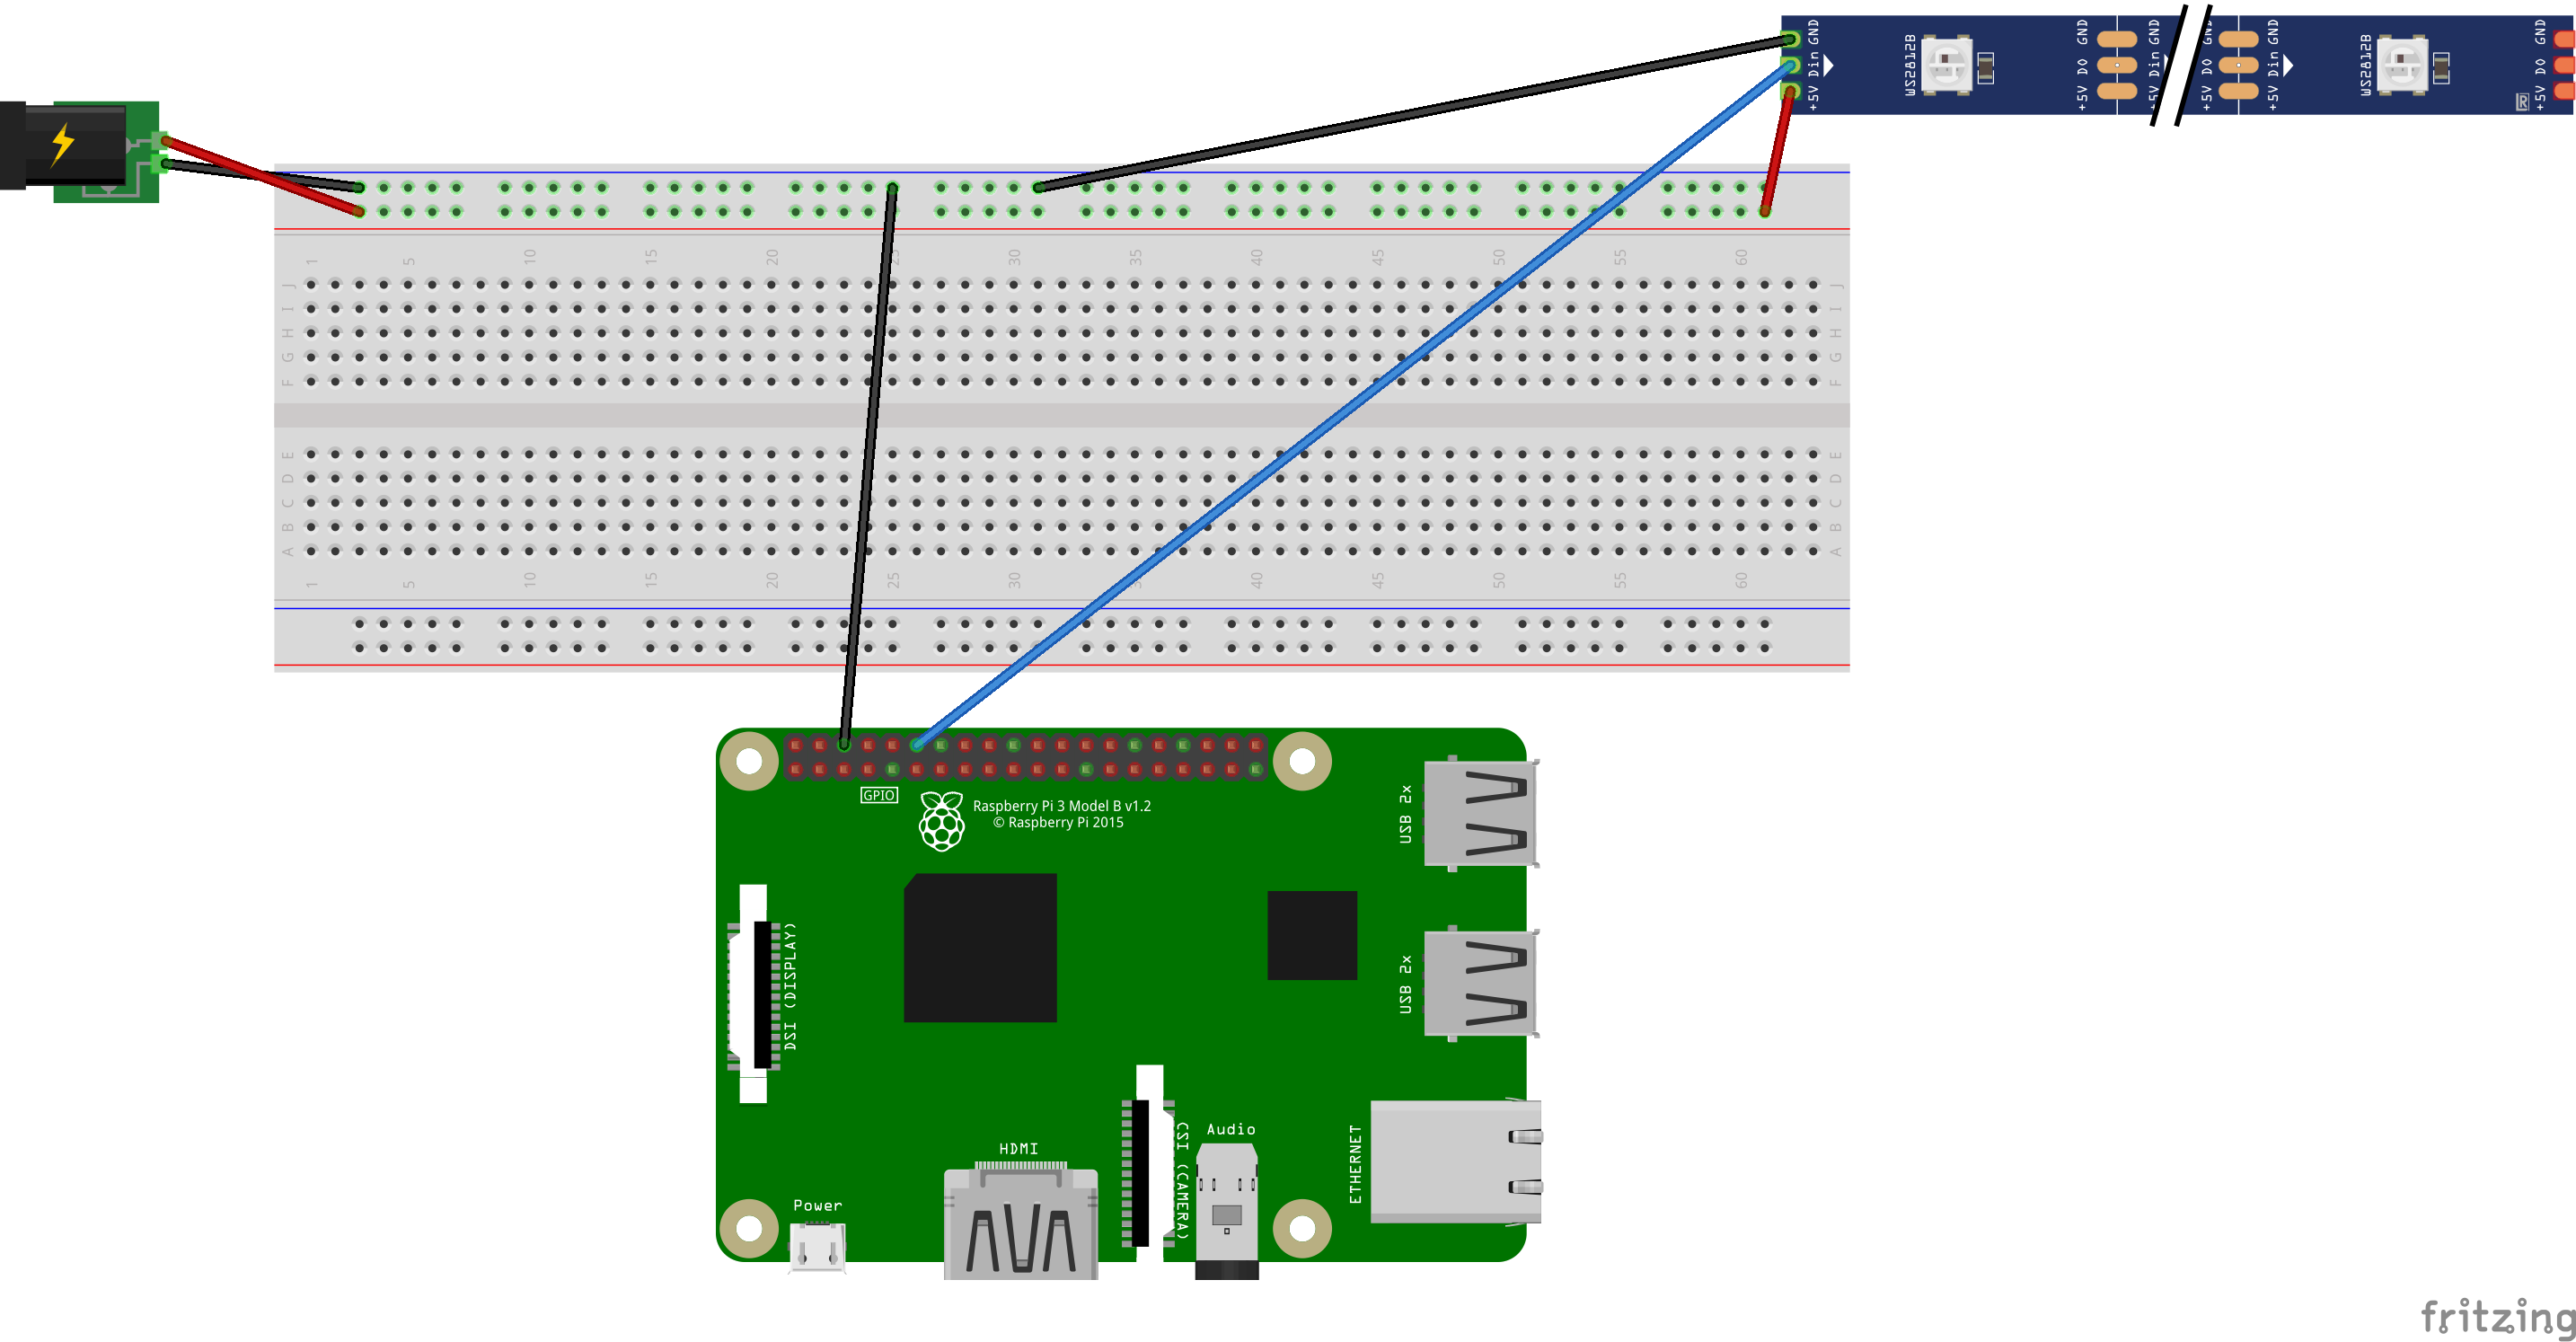 GND
Din
+5V
WS2812B
GND
DO
+5V
GND
Din
+5V
GND
DO
+5V
GND
Din
+5V
WS2812B
GND
DO
+5V
R
1 5 10 15 20 25 30 35 40 45 50 55 60
J J
I I
H H
G G
F F
E E
D D
C C
B B
A A
1 5 10 15 20 25 30 35 40 45 50 55 60
GPIO
Raspberry Pi 3 Model B v1.2
© Raspberry Pi 2015
USB 2x
DSI (DISPLAY)
USB 2x
HDMI
CSI (CAMERA)
Audio
ETHERNET
Power
fritzing